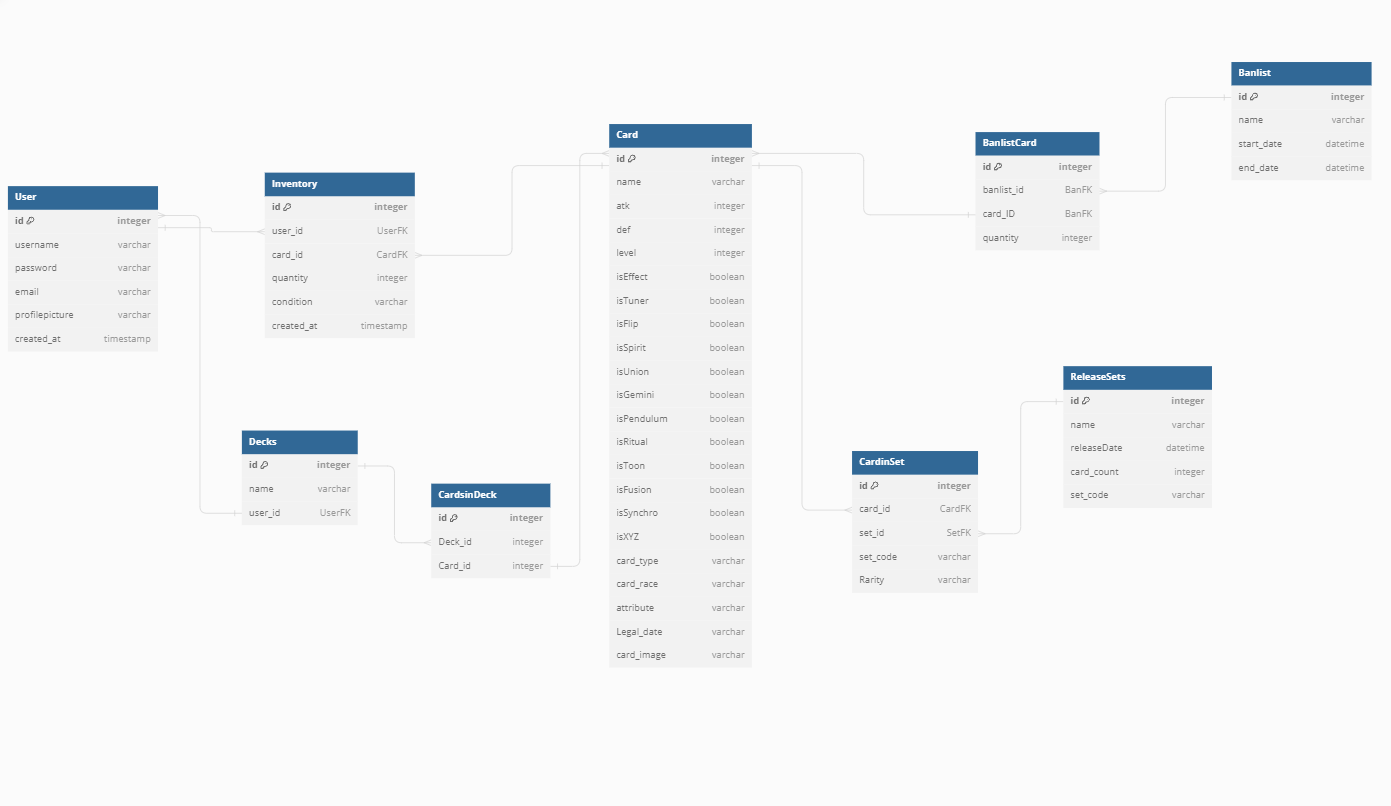 User
id integer
username varchar
password varchar
email varchar
profilepicture varchar
created_at timestamp
Inventory
id integer
user_id UserFK
card_id CardFK
quantity integer
condition varchar
created_at timestamp
Decks
id integer
name varchar
user_id UserFK
CardsinDeck
id integer
Deck_id integer
Card_id integer
Card
id integer
name varchar
atk integer
def integer
level integer
isEffect boolean
isTuner boolean
isFlip boolean
isSpirit boolean
isUnion boolean
isGemini boolean
isPendulum boolean
isRitual boolean
isToon boolean
isFusion boolean
isSynchro boolean
isXYZ boolean
card_type varchar
card_race varchar
attribute varchar
Legal_date varchar
card_image varchar
BanlistCard
id integer
banlist_id BanFK
card_ID BanFK
quantity integer
Banlist
id integer
name varchar
start_date datetime
end_date datetime
CardinSet
id integer
card_id CardFK
set_id SetFK
set_code varchar
Rarity varchar
ReleaseSets
id integer
name varchar
releaseDate datetime
card_count integer
set_code varchar